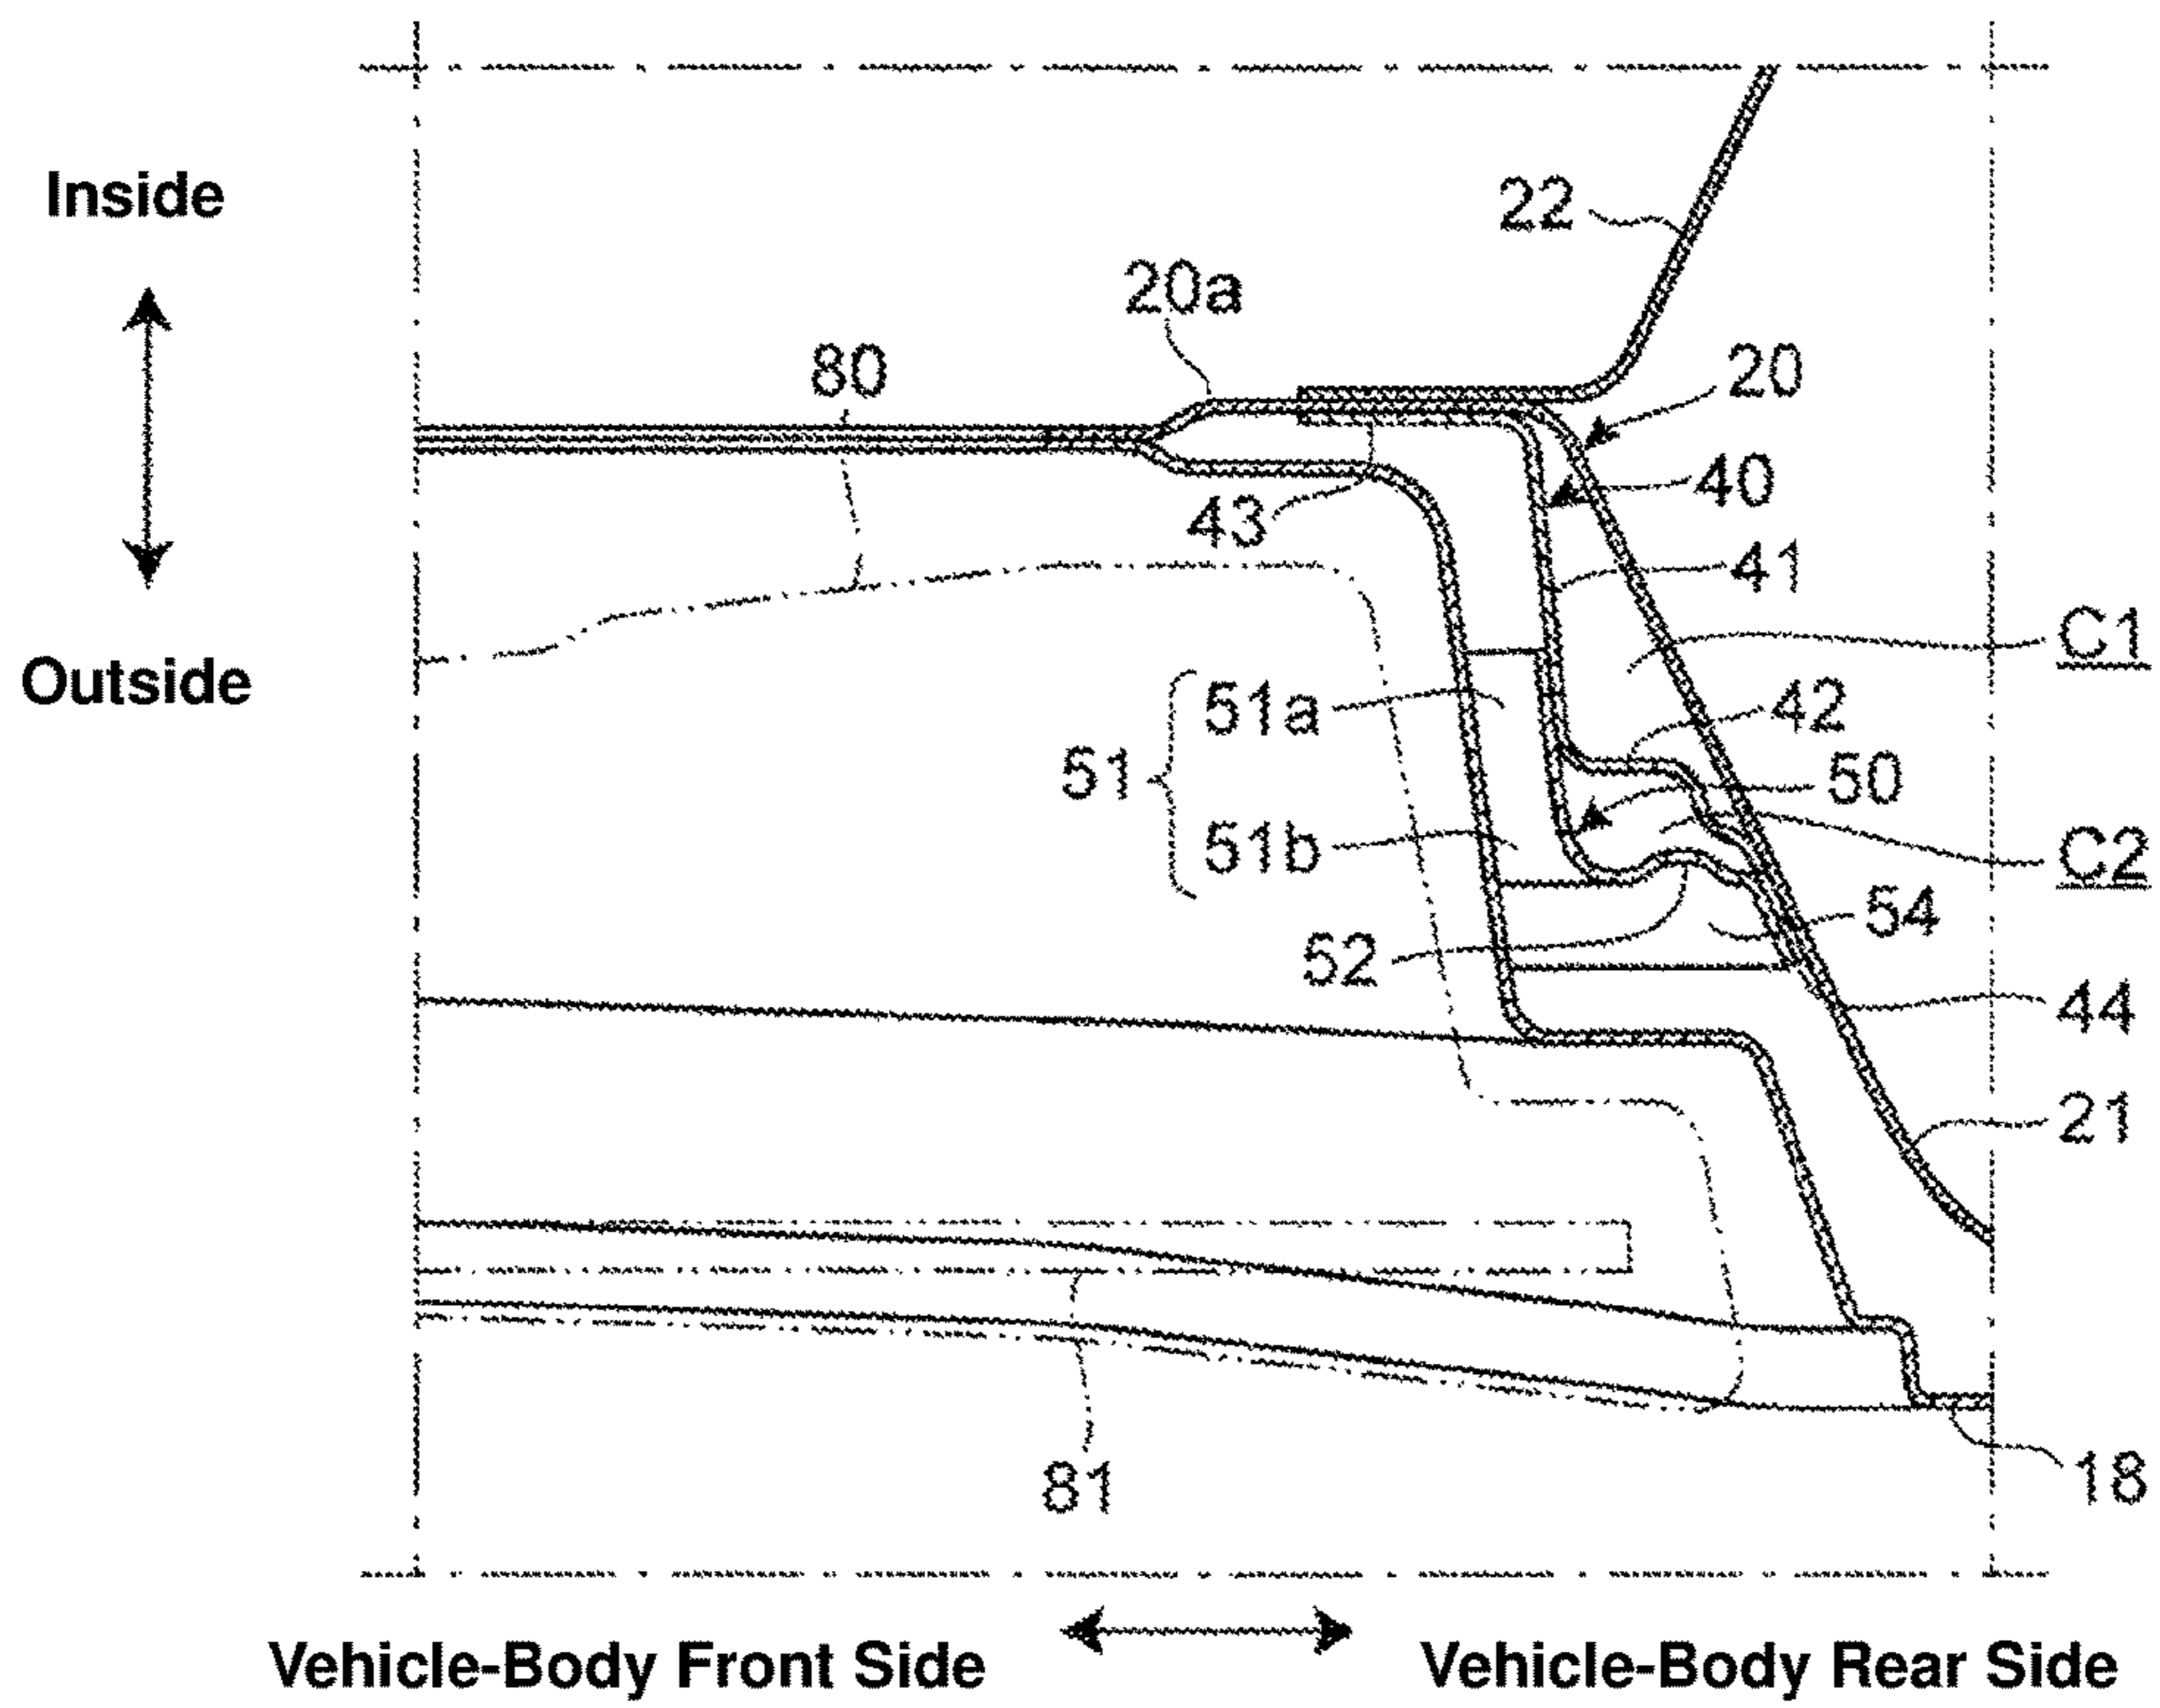 22
Inside
20a
20
80
40
43
41
C1
Outside
51a
42
51
50
51b
C2
54
52
44
21
81
18
Vehicle-Body Front Side
Vehicle-Body Rear Side